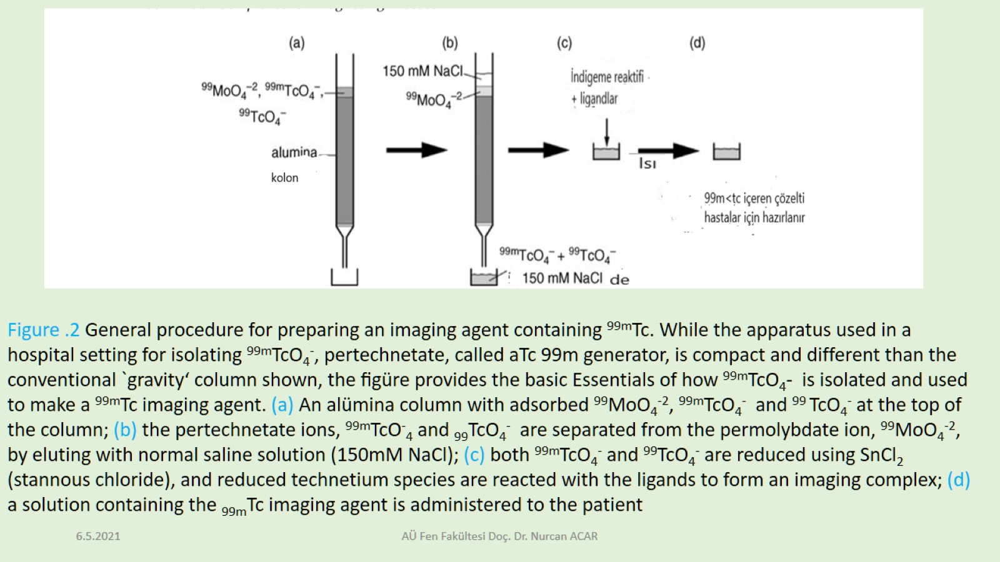 (a) (b) (c) (d)
150 mM NaCl
İndigeme reaktifi
+ ligandlar
⁹⁹MoO₄⁻², ⁹⁹ᵐTcO₄⁻,
⁹⁹MoO₄⁻²
⁹⁹TcO₄⁻
alumina
kolon
Isı
99m<tc içeren çözelti
hastalar için hazırlanır
⁹⁹ᵐTcO₄⁻ + ⁹⁹TcO₄⁻
150 mM NaCl de
Figure .2 General procedure for preparing an imaging agent containing ⁹⁹ᵐTc. While the apparatus used in a
hospital setting for isolating ⁹⁹ᵐTcO₄⁻, pertechnetate, called aTc 99m generator, is compact and different than the
conventional `gravity‘ column shown, the figüre provides the basic Essentials of how ⁹⁹ᵐTcO₄- is isolated and used
to make a ⁹⁹ᵐTc imaging agent. (a) An alümina column with adsorbed ⁹⁹MoO₄⁻², ⁹⁹ᵐTcO₄⁻ and ⁹⁹ TcO₄⁻ at the top of
the column; (b) the pertechnetate ions, ⁹⁹ᵐTcO⁻₄ and ₉₉TcO₄⁻ are separated from the permolybdate ion, ⁹⁹MoO₄⁻²,
by eluting with normal saline solution (150mM NaCl); (c) both ⁹⁹ᵐTcO₄⁻ and ⁹⁹TcO₄⁻ are reduced using SnCl₂
(stannous chloride), and reduced technetium species are reacted with the ligands to form an imaging complex; (d)
a solution containing the ₉₉ₘTc imaging agent is administered to the patient
6.5.2021
AÜ Fen Fakültesi Doç. Dr. Nurcan ACAR